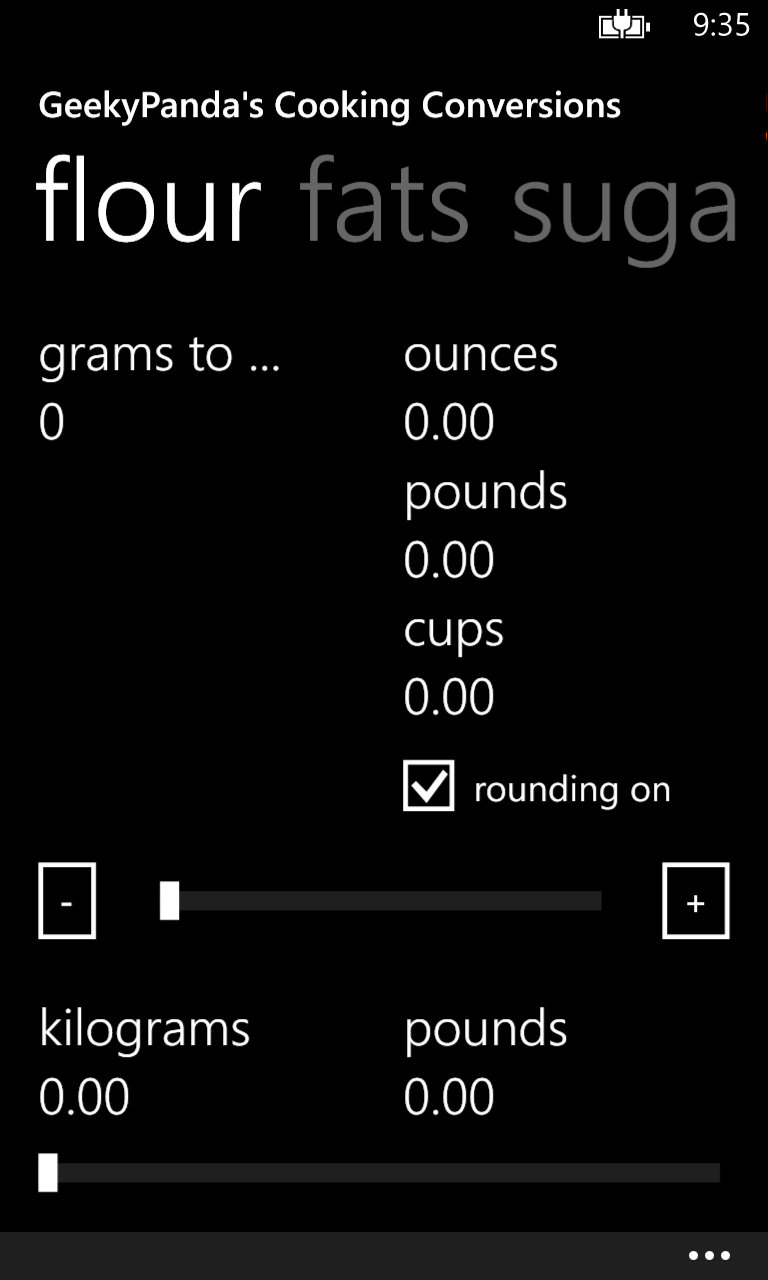 9:35
GeekyPanda's Cooking Conversions
flour fats suga
grams to ... ounces
0 0.00
pounds
0.00
cups
0.00
rounding on
- +
kilograms pounds
0.00 0.00